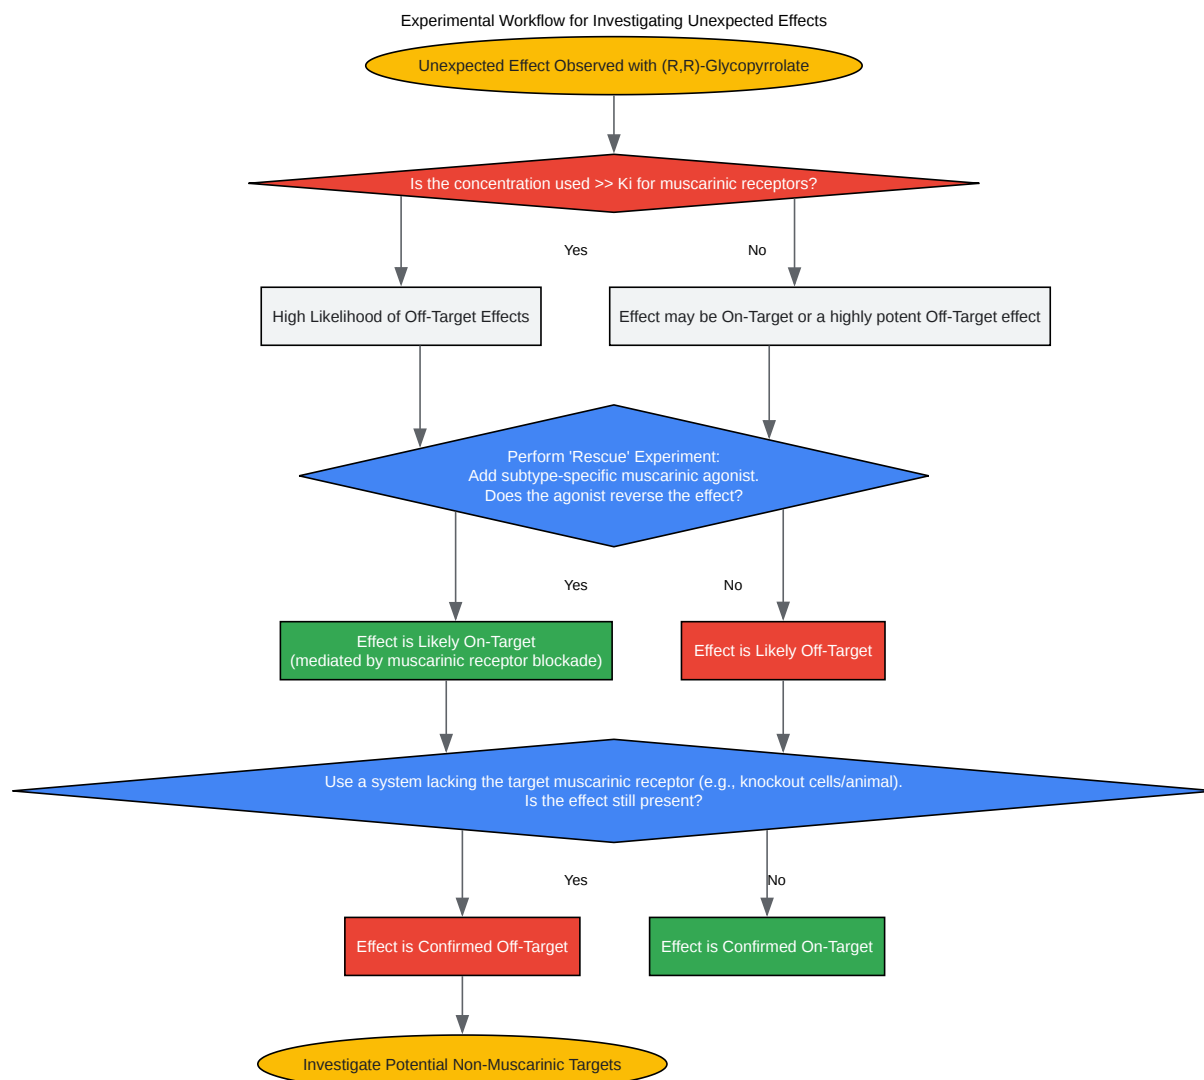 Experimental Workflow for Investigating Unexpected Effects
Unexpected Effect Observed with (R,R)-Glycopyrrolate
Is the concentration used >> Ki for muscarinic receptors?
Yes
No
High Likelihood of Off-Target Effects
Effect may be On-Target or a highly potent Off-Target effect
Perform 'Rescue' Experiment:
Add subtype-specific muscarinic agonist.
Does the agonist reverse the effect?
Yes
No
Effect is Likely On-Target
(mediated by muscarinic receptor blockade)
Effect is Likely Off-Target
Use a system lacking the target muscarinic receptor (e.g., knockout cells/animal).
Is the effect still present?
Yes
No
Effect is Confirmed Off-Target
Effect is Confirmed On-Target
Investigate Potential Non-Muscarinic Targets